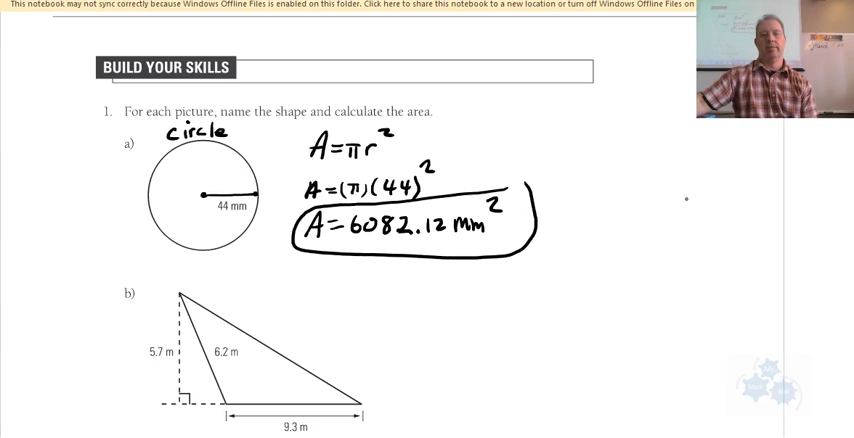 This notebook may not sync correctly because Windows Offline Files is enabled on this folder. Click here to share this notebook to a new location or turn off Windows Offline Files on
BUILD YOUR SKILLS
1. For each picture, name the shape and calculate the area.
a) circle
A=πr²
44 mm
A=(π)(44)²
A=6082.12 mm²
b)
5.7 m
6.2 m
9.3 m